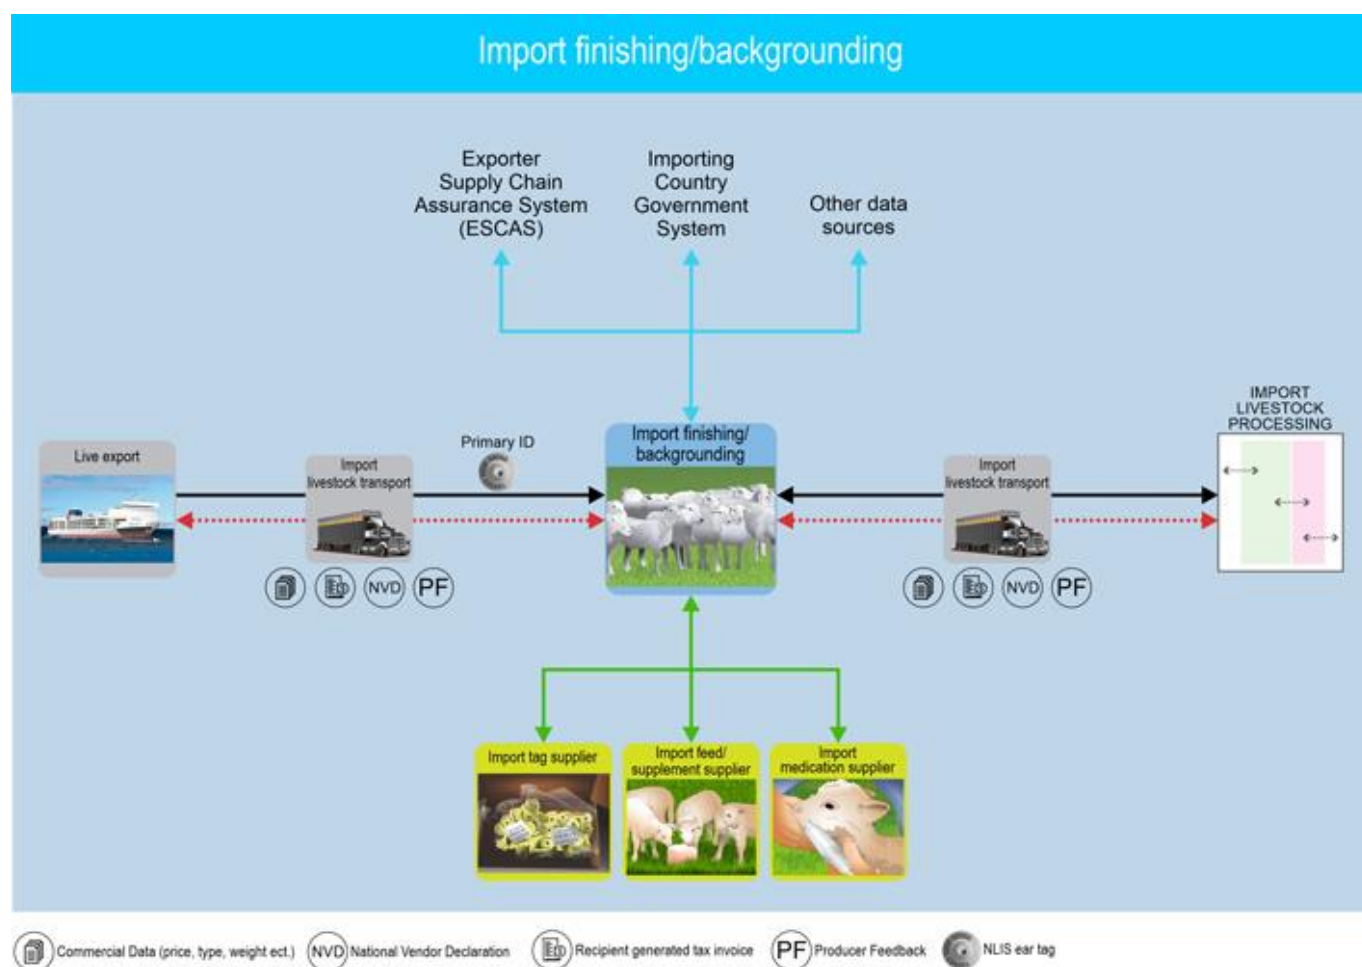 Import finishing/backgrounding
Exporter
Supply Chain
Assurance System
(ESCAS)
Importing
Country
Government
System
Other data
sources
Live export
Import
livestock transport
Primary ID
Import finishing/
backgrounding
Import
livestock transport
IMPORT
LIVESTOCK
PROCESSING
NVD
PF
NVD
PF
Import tag supplier
Import feed/
supplement supplier
Import
medication supplier
Commercial Data (price, type, weight ect.)
NVD National Vendor Declaration
Recipient generated tax invoice
PF Producer Feedback
NLIS ear tag